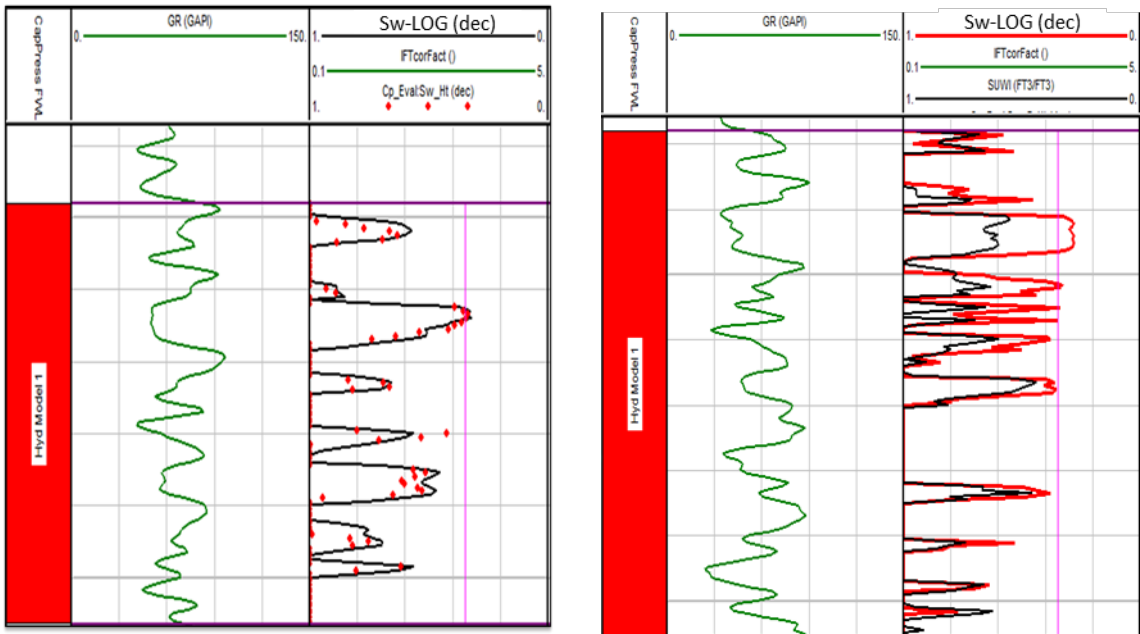 CapPress FWL
GR (GAPI)
0. 150.
Sw-LOG (dec)
1. 0.
IFTcorFact ()
0.1 5.
Cp_Eval:Sw_Ht (dec)
1. 0.
Hyd Model 1
CapPress FWL
GR (GAPI)
0. 150.
Sw-LOG (dec)
1. 0.
IFTcorFact ()
0.1 5.
SUWI (FT3/FT3)
1. 0.
Hyd Model 1